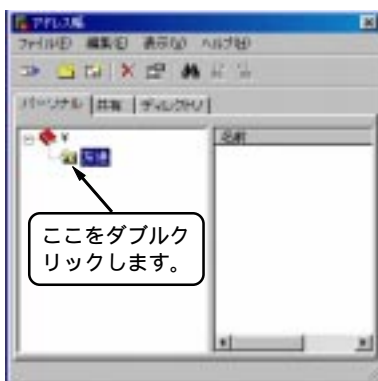 アドレス帳
ファイル(F) 編集(E) 表示(V) ヘルプ(H)
パーソナル 共有 ディレクトリ
¥
名前
ここをダブルク
リックします。